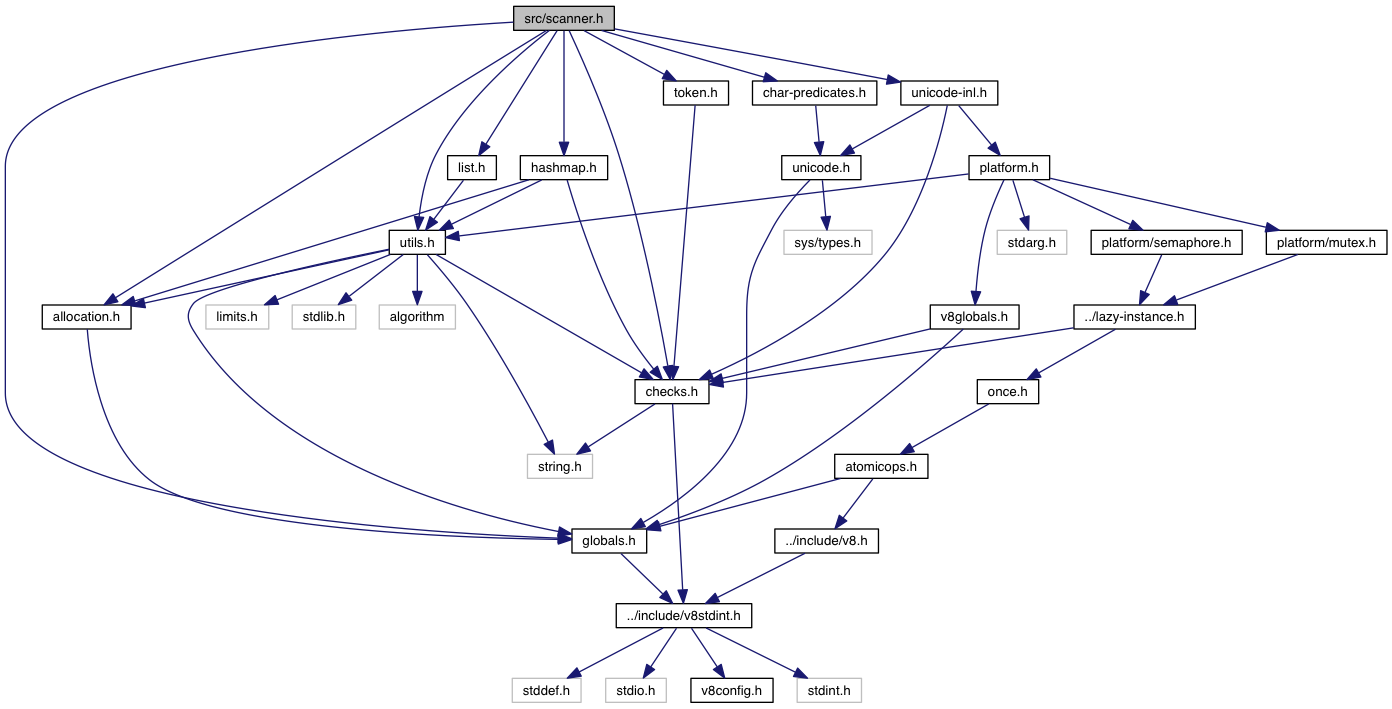 src/scanner.h
token.h
char-predicates.h
unicode-inl.h
list.h
hashmap.h
unicode.h
platform.h
utils.h
sys/types.h
stdarg.h
platform/semaphore.h
platform/mutex.h
allocation.h
limits.h
stdlib.h
algorithm
v8globals.h
../lazy-instance.h
checks.h
once.h
string.h
atomicops.h
globals.h
../include/v8.h
../include/v8stdint.h
stddef.h
stdio.h
v8config.h
stdint.h